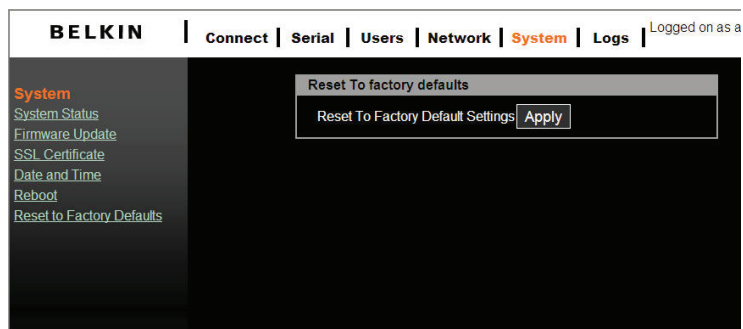 BELKIN
Connect Serial Users Network System Logs Logged on as a
System
System Status
Firmware Update
SSL Certificate
Date and Time
Reboot
Reset to Factory Defaults
Reset To factory defaults
Reset To Factory Default Settings Apply